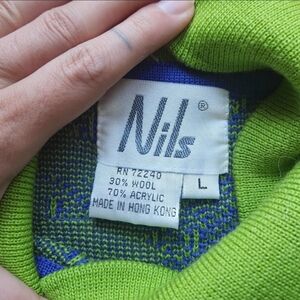 Nils®
RN 72240
30% WOOL
70% ACRYLIC
MADE IN HONG KONG
L